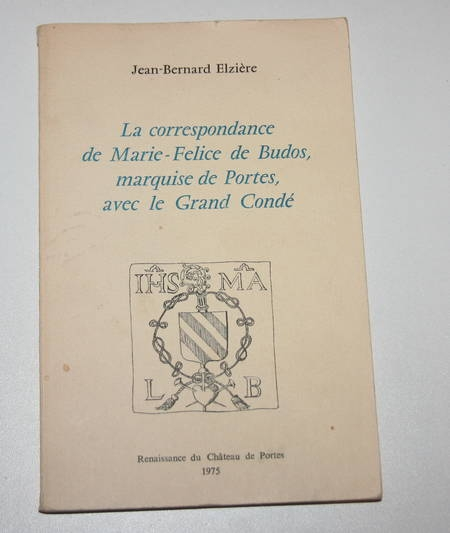 Jean-Bernard Elzière
La correspondance
de Marie-Felice de Budos,
marquise de Portes,
avec le Grand Condé
IHS MA
L B
Renaissance du Château de Portes
1975